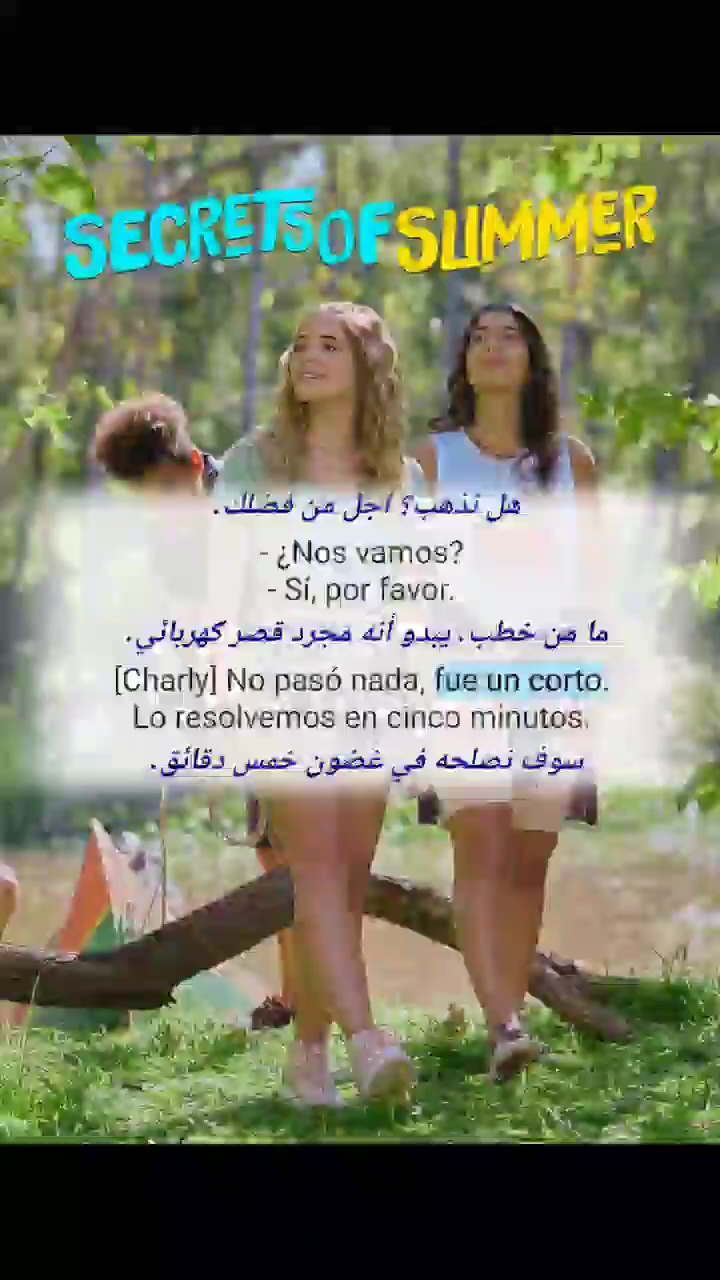 SECRETS OF SUMMER
هل نذهب؟ اجل من فضلك.
- ¿Nos vamos?
- Sí, por favor.
ما من خطب. يبدو أنه مجرد قصر كهربائي.
[Charly] No pasó nada, fue un corto.
Lo resolvemos en cinco minutos.
سوف نصلحه في غضون خمس دقائق.